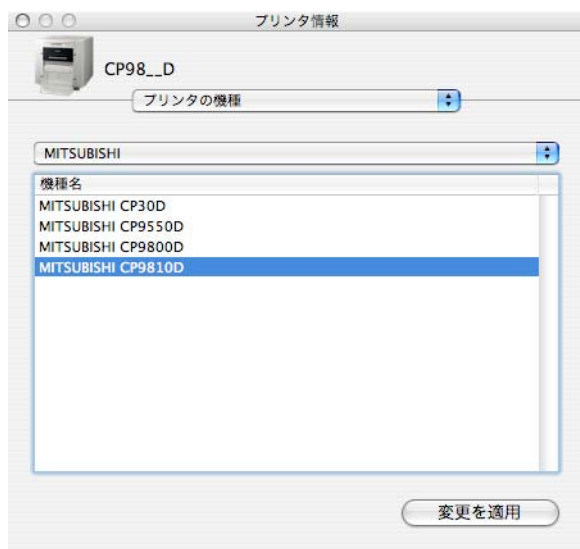 プリンタ情報
CP98__D
プリンタの機種
MITSUBISHI
機種名
MITSUBISHI CP30D
MITSUBISHI CP9550D
MITSUBISHI CP9800D
MITSUBISHI CP9810D
変更を適用